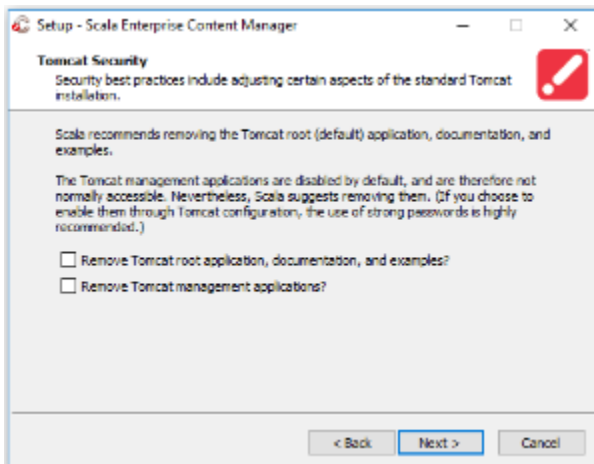 Setup - Scala Enterprise Content Manager
Tomcat Security
Security best practices include adjusting certain aspects of the standard Tomcat
installation.
Scala recommends removing the Tomcat root (default) application, documentation, and
examples.
The Tomcat management applications are disabled by default, and are therefore not
normally accessible. Nevertheless, Scala suggests removing them. (If you choose to
enable them through Tomcat configuration, the use of strong passwords is highly
recommended.)
Remove Tomcat root application, documentation, and examples?
Remove Tomcat management applications?
< Back Next > Cancel